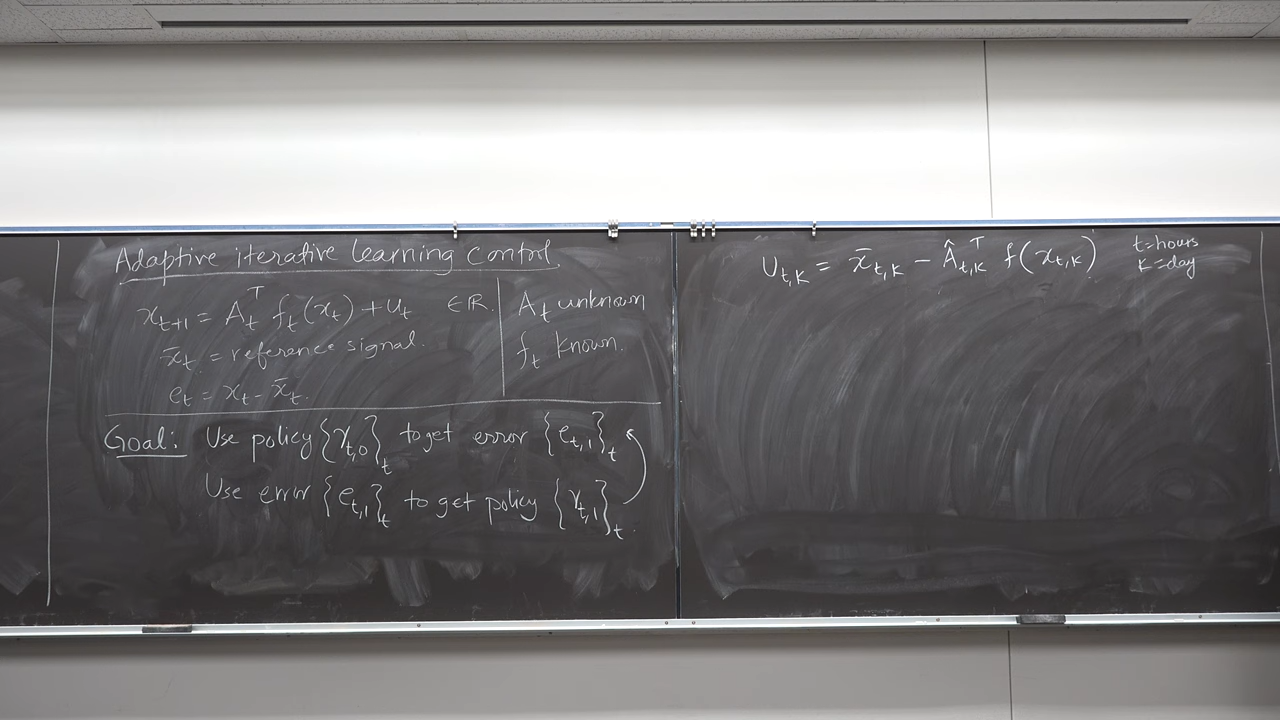 Adaptive iterative learning control
x_{t+1} = A_t^T f_t(x_t) + u_t ∈ ℝ.
x̄_t = reference signal.
e_t = x_t - x̄_t.
A_t unknown
f_t known.
Goal: Use policy {γ_{t,0}}_t to get error {e_{t,1}}_t
Use error {e_{t,1}}_t to get policy {γ_{t,1}}_t.
U_{t,k} = x̄_{t,k} - Â_{t,k}^T f(x_{t,k})
t=hours
k=day